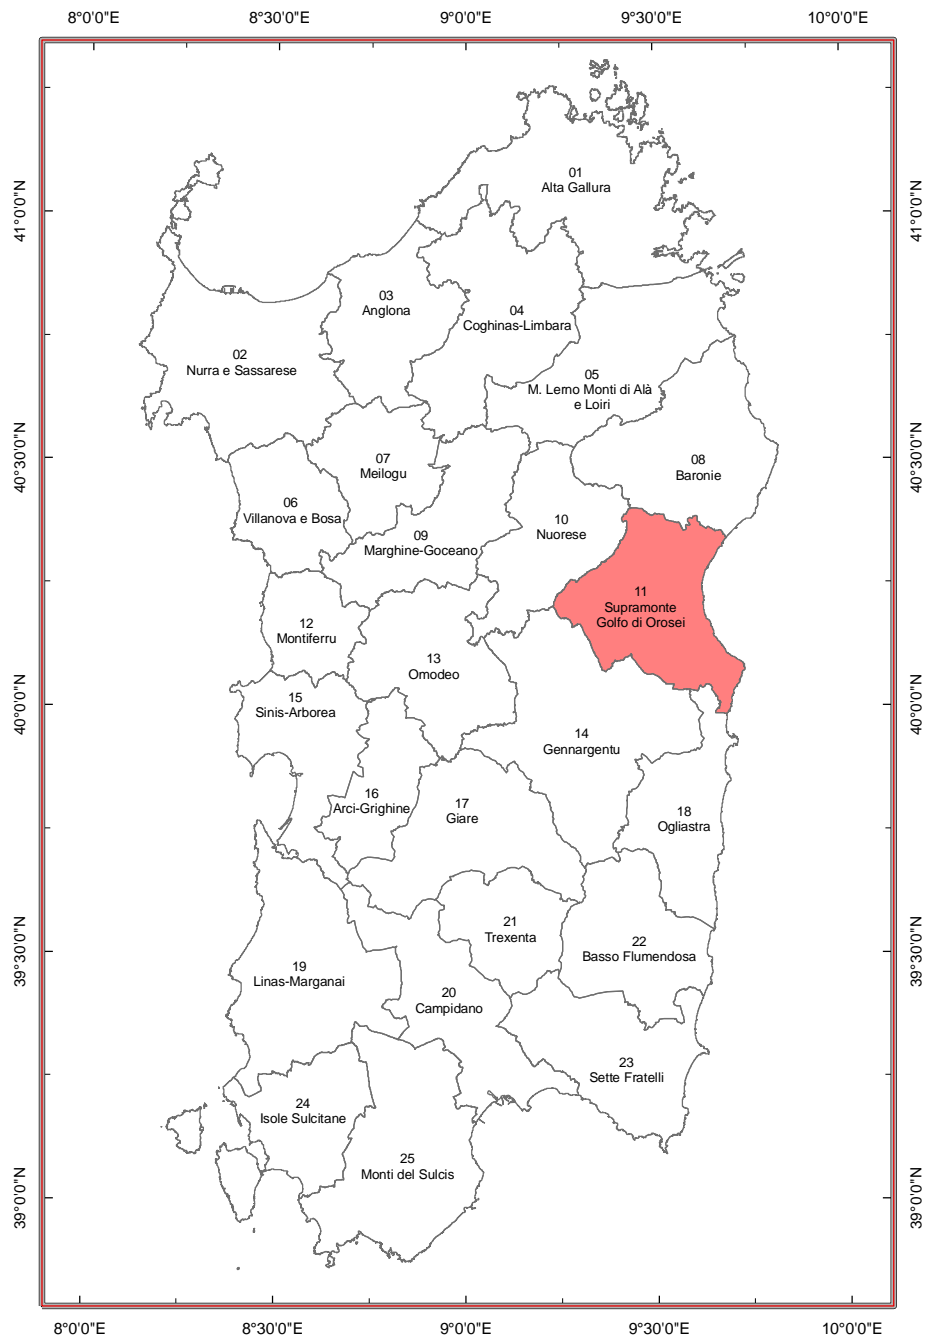 8°0'0"E
8°30'0"E
9°0'0"E
9°30'0"E
10°0'0"E
41°0'0"N
41°0'0"N
40°30'0"N
40°30'0"N
40°0'0"N
40°0'0"N
39°30'0"N
39°30'0"N
39°0'0"N
39°0'0"N
01
Alta Gallura
02
Nurra e Sassarese
03
Anglona
04
Coghinas-Limbara
05
M. Lerno Monti di Alà
e Loiri
06
Villanova e Bosa
07
Meilogu
08
Baronie
09
Marghine-Goceano
10
Nuorese
11
Supramonte
Golfo di Orosei
12
Montiferru
13
Omodeo
14
Gennargentu
15
Sinis-Arborea
16
Arci-Grighine
17
Giare
18
Ogliastra
19
Linas-Marganai
20
Campidano
21
Trexenta
22
Basso Flumendosa
23
Sette Fratelli
24
Isole Sulcitane
25
Monti del Sulcis
8°0'0"E
8°30'0"E
9°0'0"E
9°30'0"E
10°0'0"E